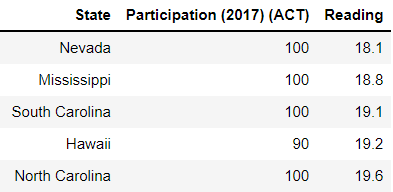 State Participation (2017) (ACT) Reading
Nevada 100 18.1
Mississippi 100 18.8
South Carolina 100 19.1
Hawaii 90 19.2
North Carolina 100 19.6